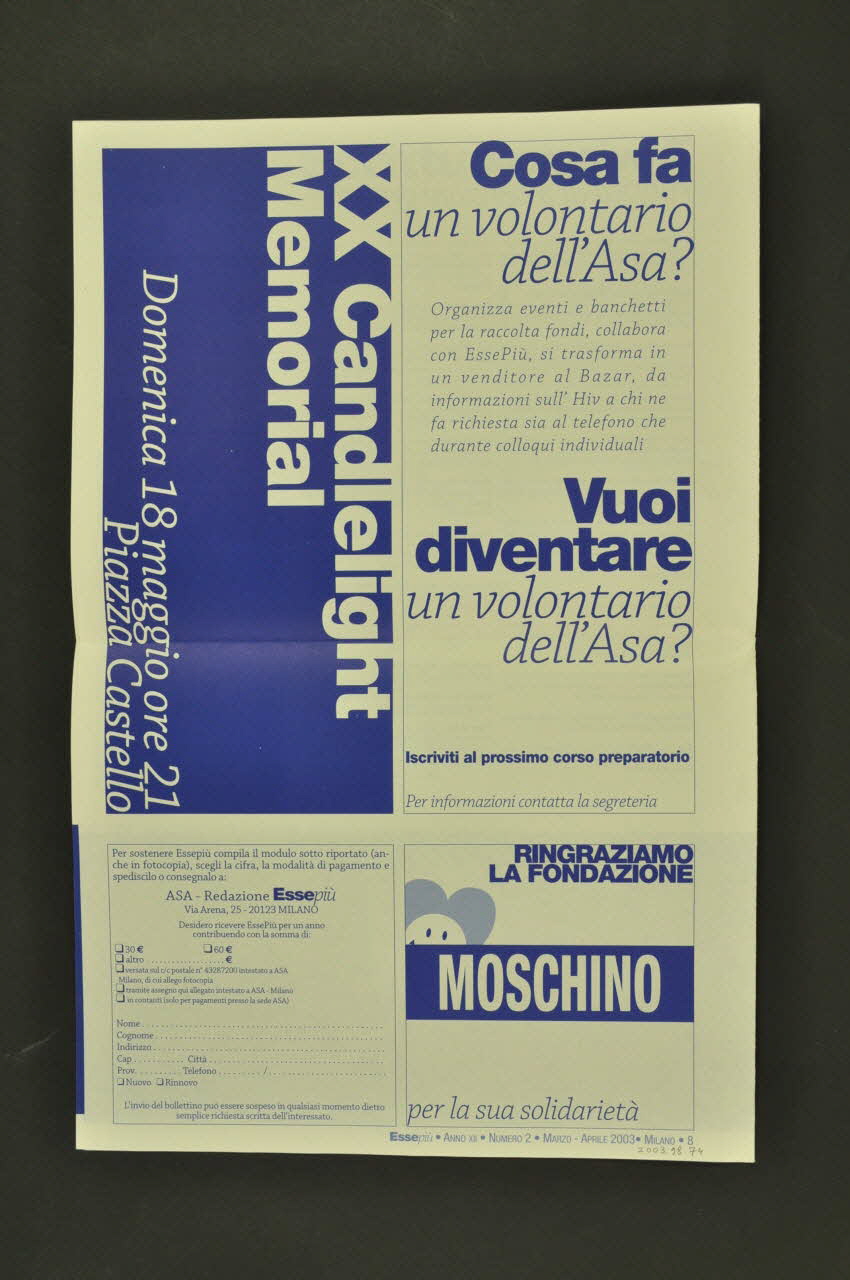 XX Candlelight
Memorial
Domenica 18 maggio ore 21
Piazza Castello
Cosa fa
un volontario
dell'Asa?
Organizza eventi e banchetti
per la raccolta fondi, collabora
con EssePiù, si trasforma in
un venditore al Bazar, da
informazioni sull' Hiv a chi ne
fa richiesta sia al telefono che
durante colloqui individuali
Vuoi
diventare
un volontario
dell'Asa?
Iscriviti al prossimo corso preparatorio
Per informazioni contatta la segreteria
Per sostenere Essepiù compila il modulo sotto riportato (an-
che in fotocopia), scegli la cifra, la modalità di pagamento e
spediscilo o consegnalo a:
ASA - Redazione Essepiù
Via Arena, 25 - 20123 MILANO
Desidero ricevere EssePiù per un anno
contribuendo con la somma di:
❑ 30 € ❑ 60 €
❑ altro . . . . . . . . . . . . . . . . . . €
❑ versata sul c/c postale n° 43287200 intestato a ASA
Milano, di cui allego fotocopia
❑ tramite assegno qui allegato intestato a ASA - Milano
❑ in contanti (solo per pagamenti presso la sede ASA)
Nome . . . . . . . . . . . . . . . . . . . . . . . . . . . . . .
Cognome . . . . . . . . . . . . . . . . . . . . . . . . . . . . . .
Indirizzo . . . . . . . . . . . . . . . . . . . . . . . . . . . . . .
Cap . . . . . . . . . . . Città . . . . . . . . . . . . . . . . . . . .
Prov. . . . . . . . . . Telefono . . . . . . . . . / . . . . . . . . . . . . . . .
❑ Nuovo ❑ Rinnovo
L'invio del bollettino può essere sospeso in qualsiasi momento dietro
semplice richiesta scritta dell'interessato.
RINGRAZIAMO
LA FONDAZIONE
MOSCHINO
per la sua solidarietà
Essepiù • Anno XII • Numero 2 • Marzo - Aprile 2003 • Milano • 8
2003.98.74